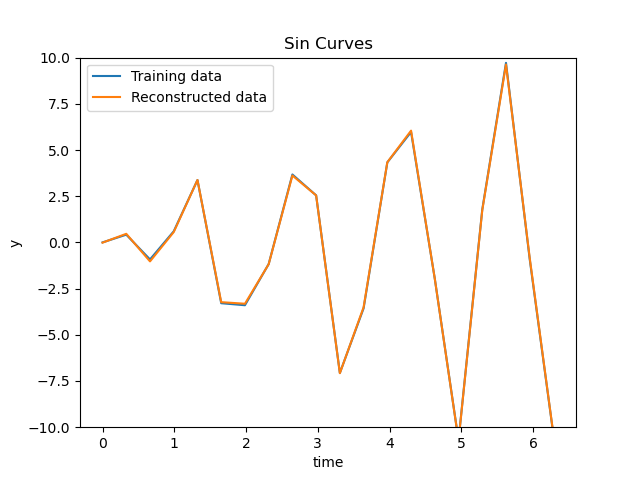 Sin Curves
Training data
Reconstructed data
10.0
7.5
5.0
2.5
0.0
−2.5
−5.0
−7.5
−10.0
y
0 1 2 3 4 5 6
time